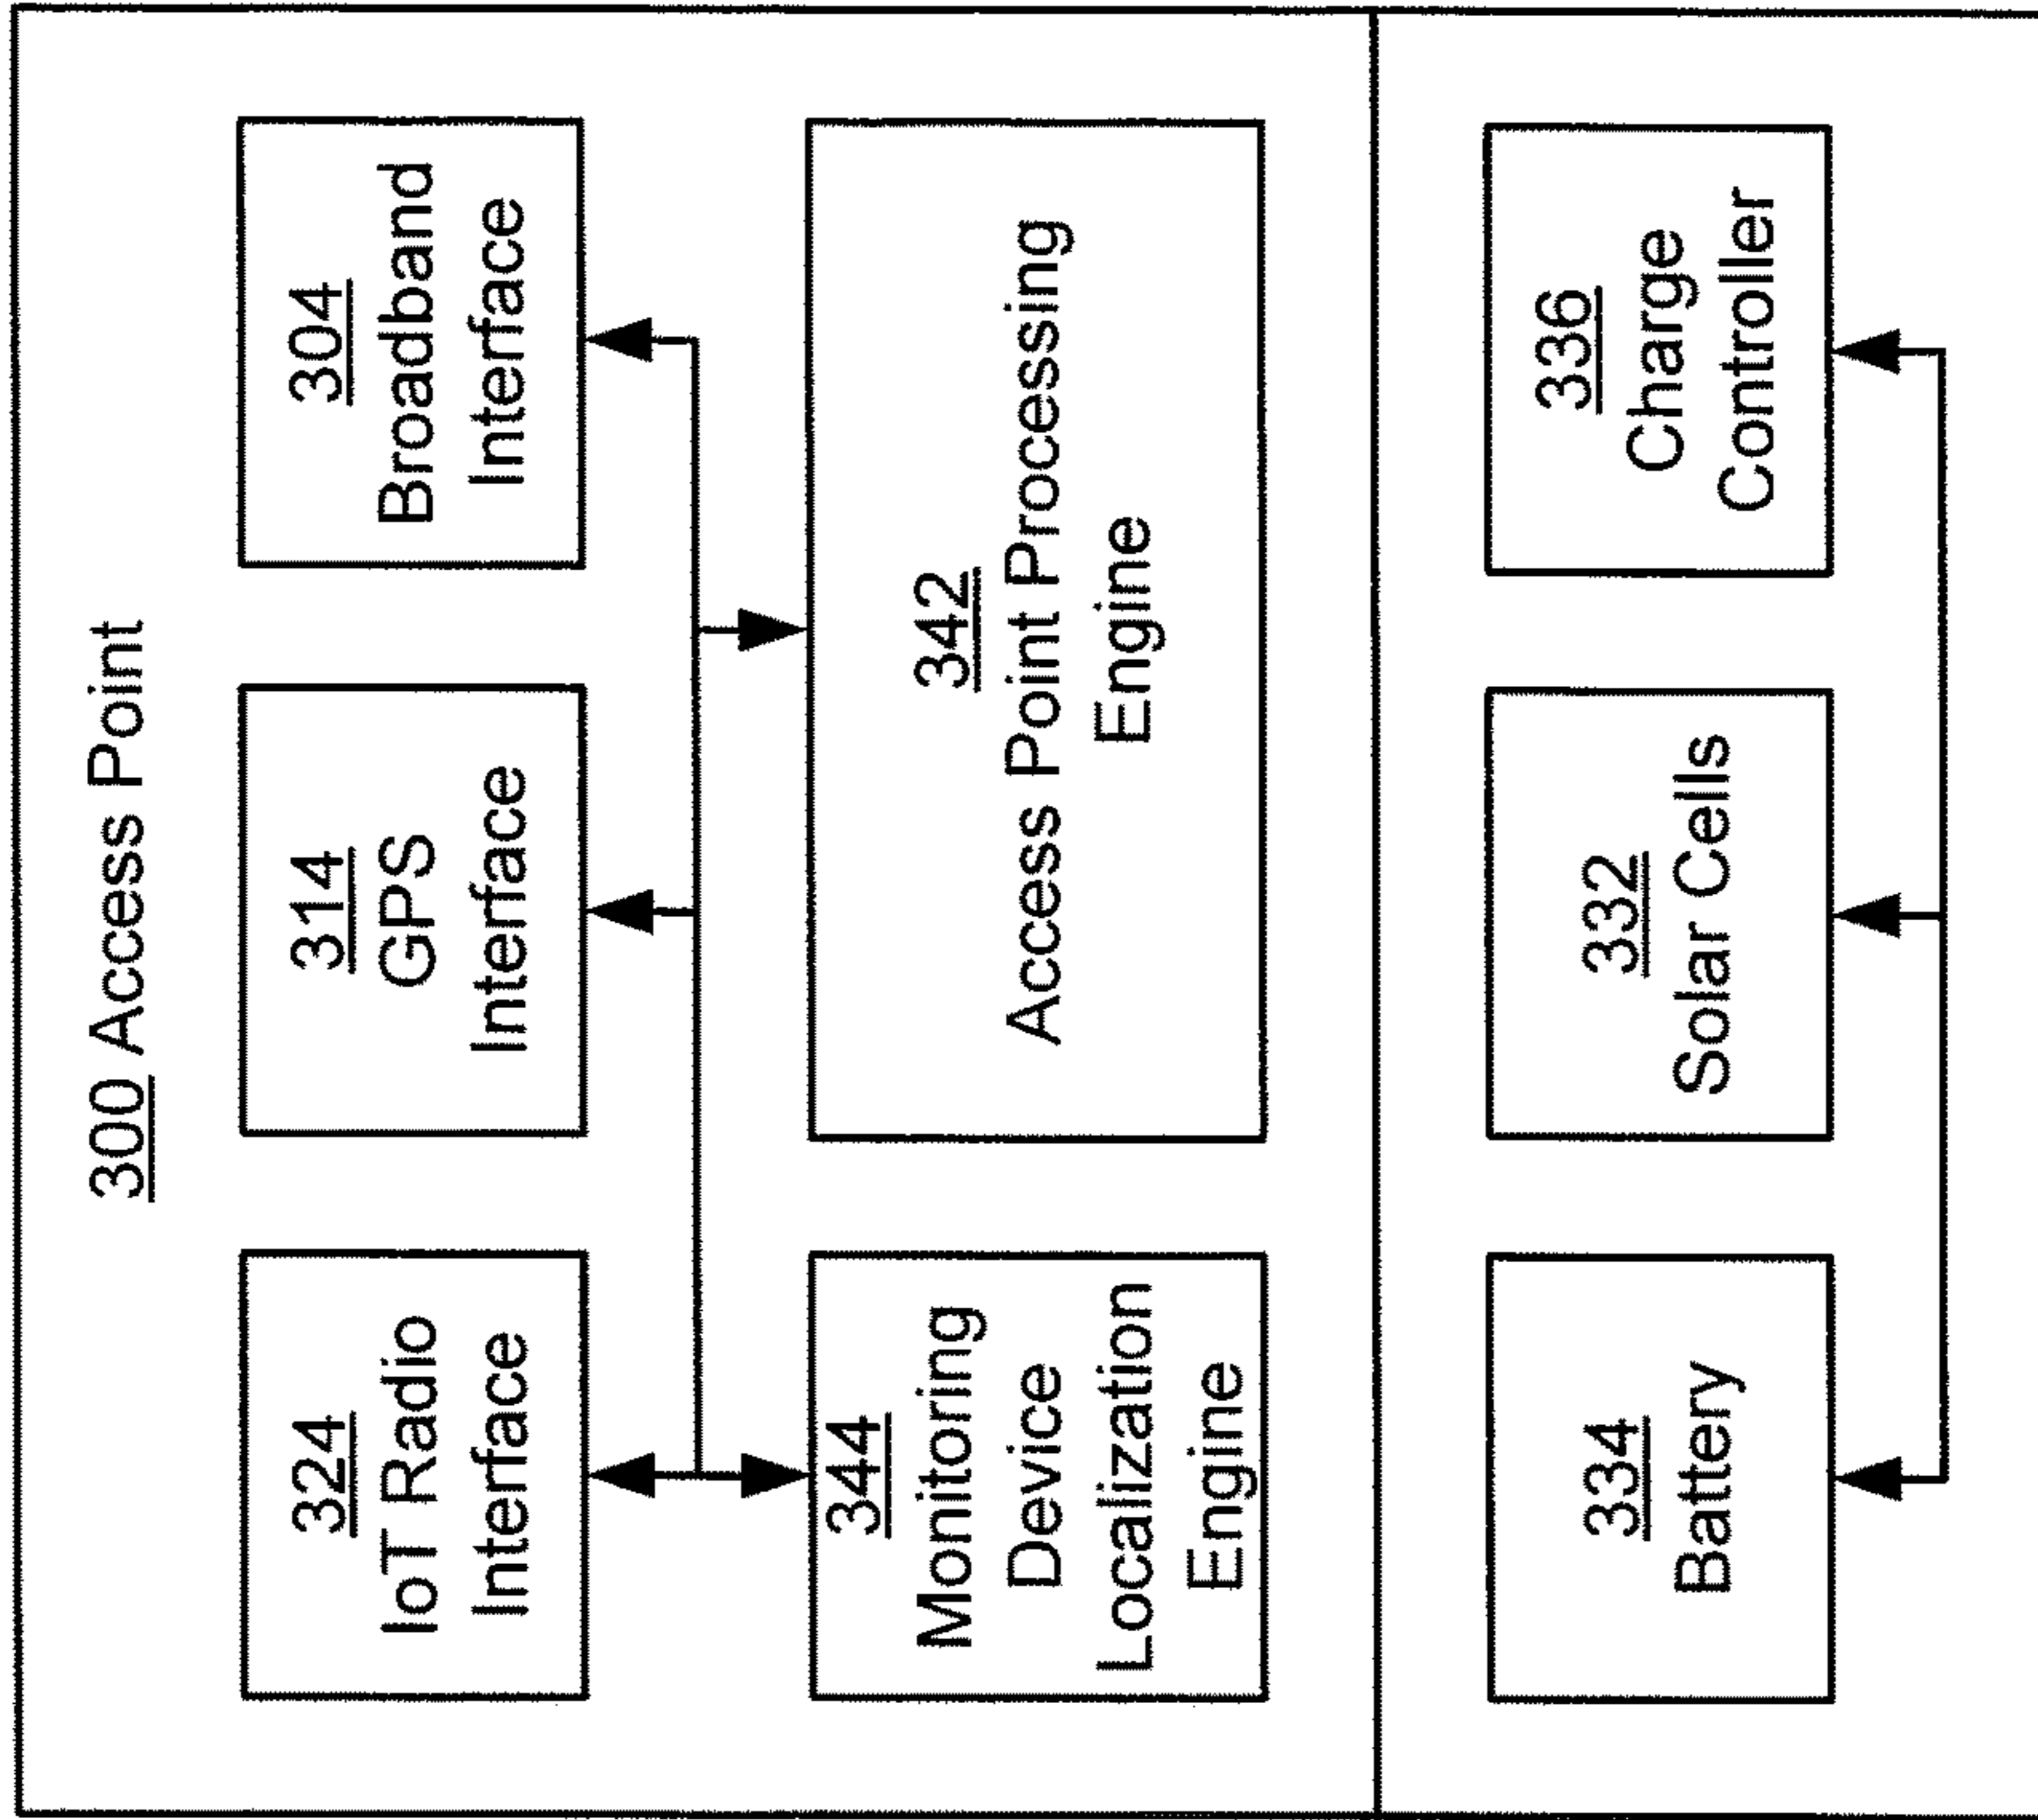 300 Access Point
324
IoT Radio
Interface
314
GPS
Interface
304
Broadband
Interface
344
Monitoring
Device
Localization
Engine
342
Access Point Processing
Engine
334
Battery
332
Solar Cells
336
Charge
Controller